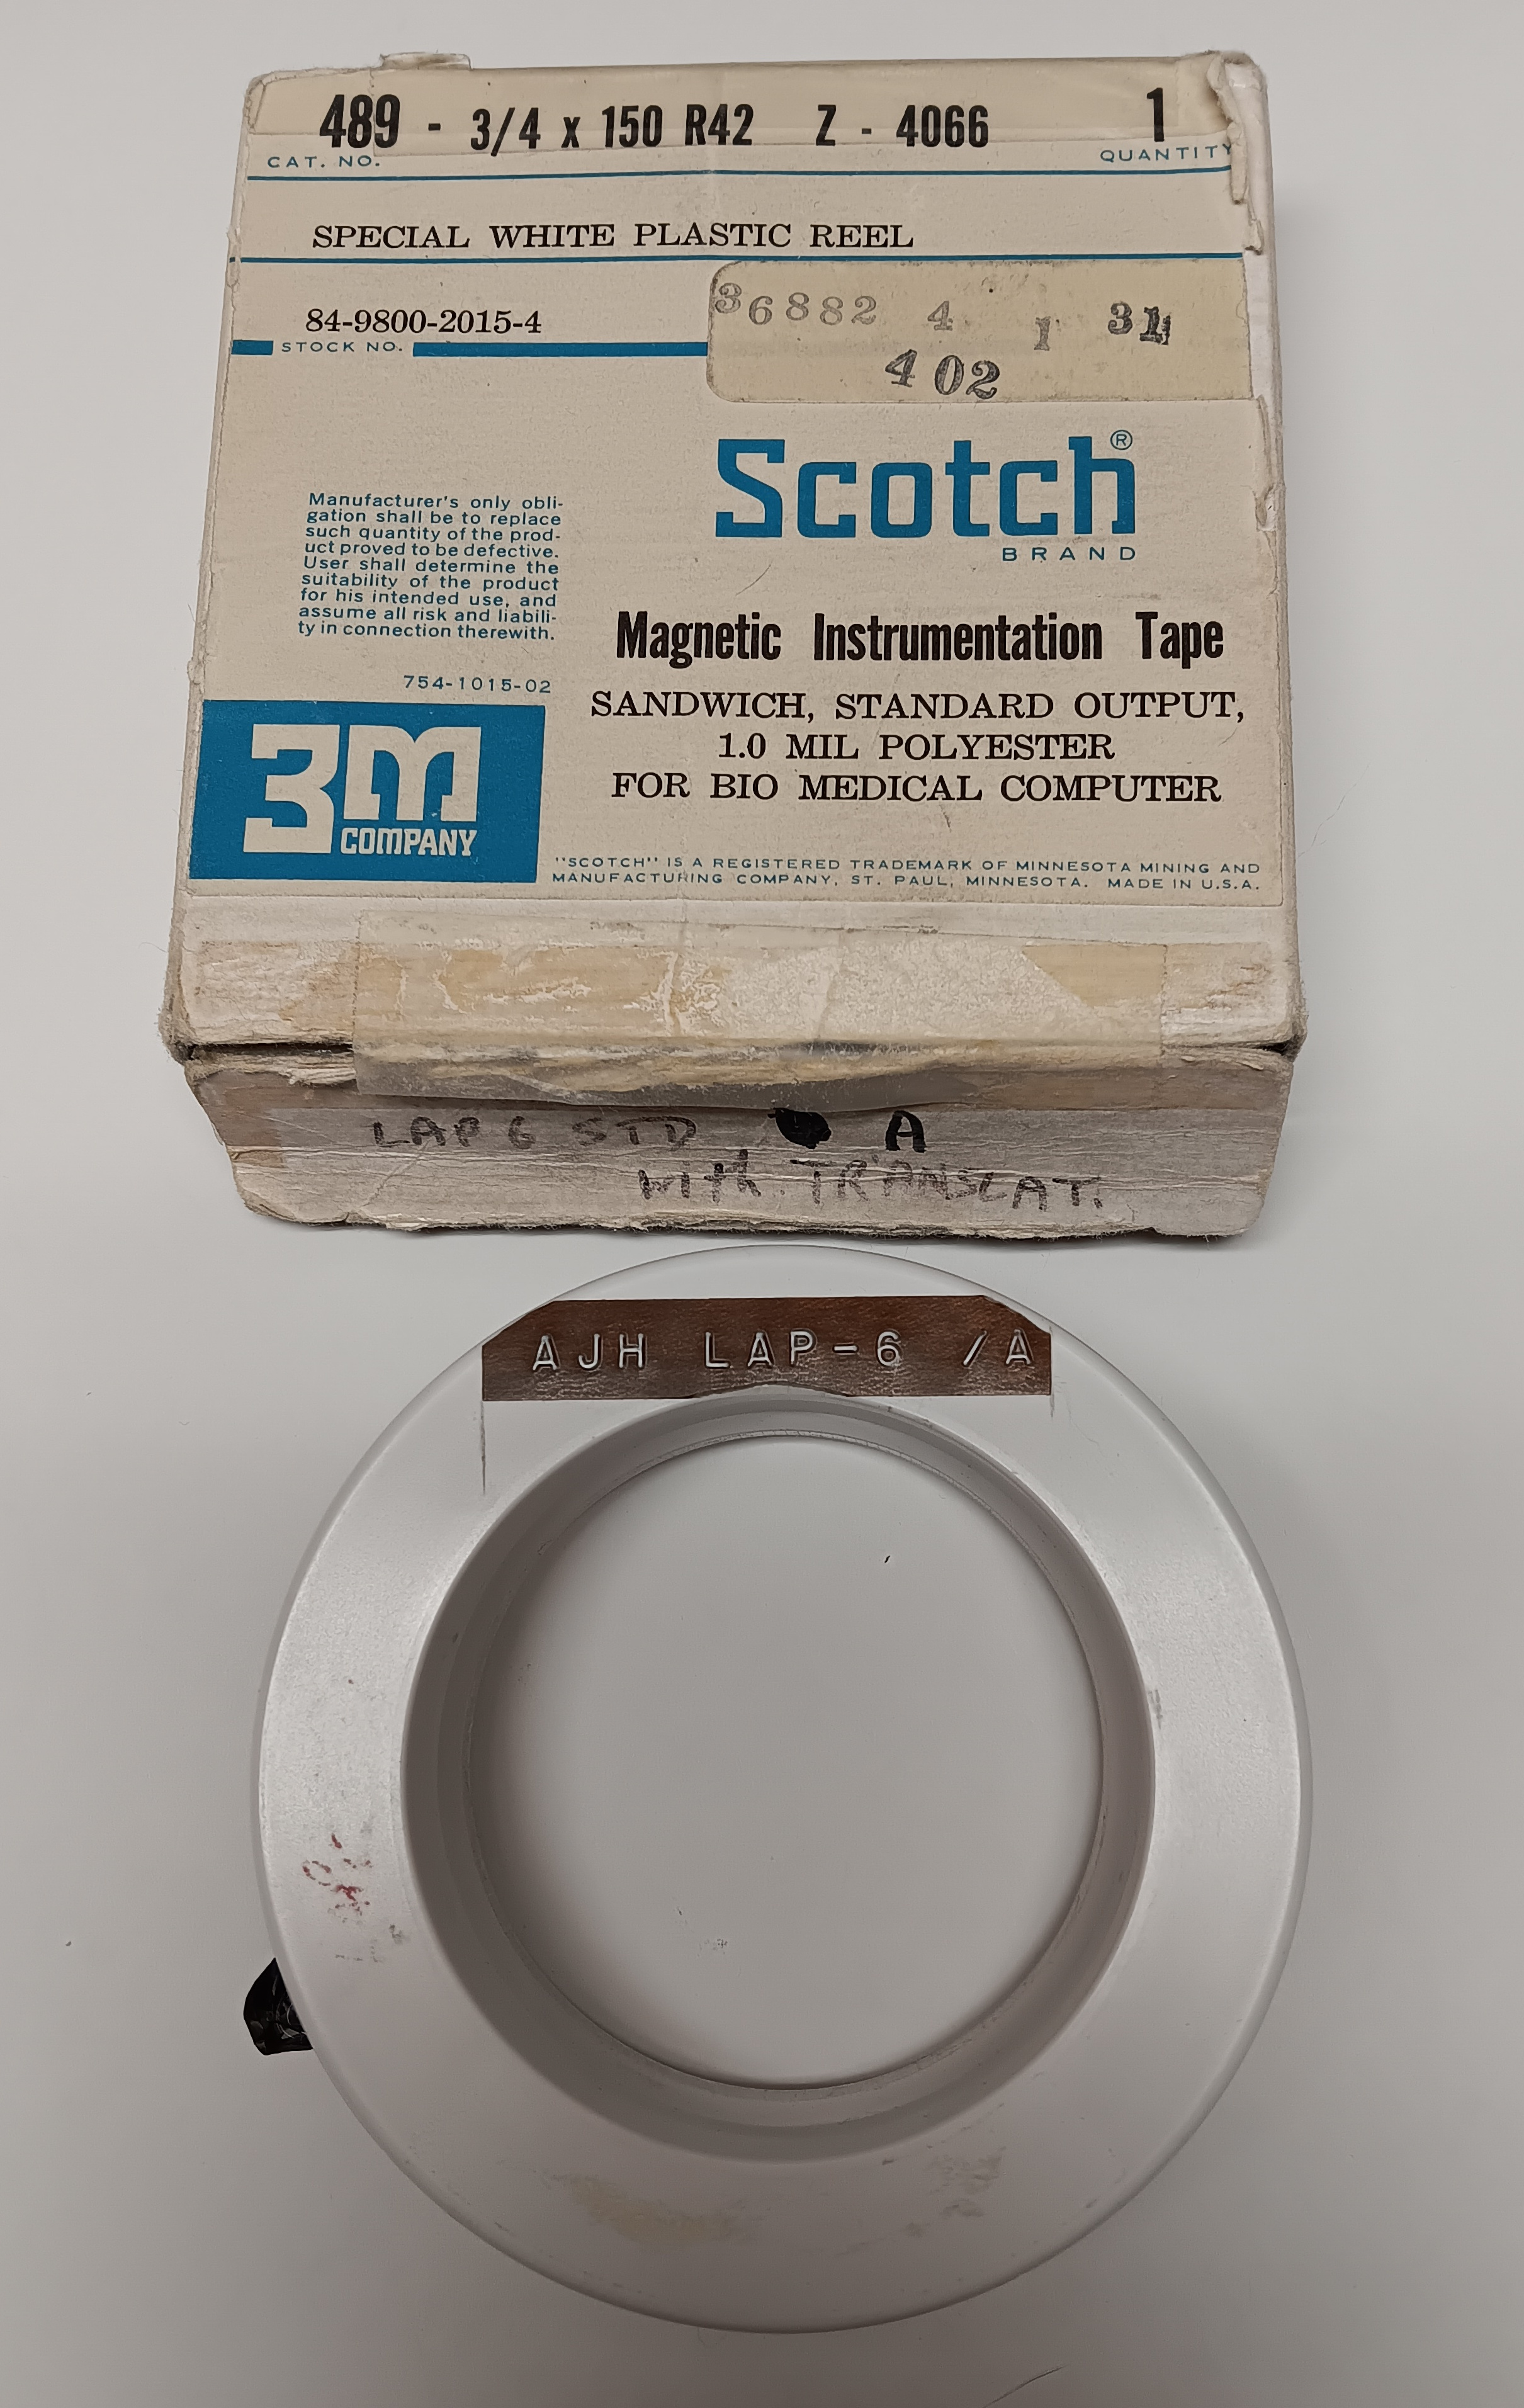 489 - 3/4 x 150 R42 Z - 4066 1
CAT. NO. QUANTITY
SPECIAL WHITE PLASTIC REEL
84-9800-2015-4
STOCK NO.
36882 4 1 31
402
Scotch®
BRAND
Manufacturer's only obli-
gation shall be to replace
such quantity of the prod-
uct proved to be defective.
User shall determine the
suitability of the product
for his intended use, and
assume all risk and liabili-
ty in connection therewith.
754-1015-02
Magnetic Instrumentation Tape
SANDWICH, STANDARD OUTPUT,
1.0 MIL POLYESTER
FOR BIO MEDICAL COMPUTER
3M
COMPANY
"SCOTCH" IS A REGISTERED TRADEMARK OF MINNESOTA MINING AND
MANUFACTURING COMPANY, ST. PAUL, MINNESOTA. MADE IN U.S.A.
LAP 6 STD A
with TRANSLAT.
AJH LAP-6 /A